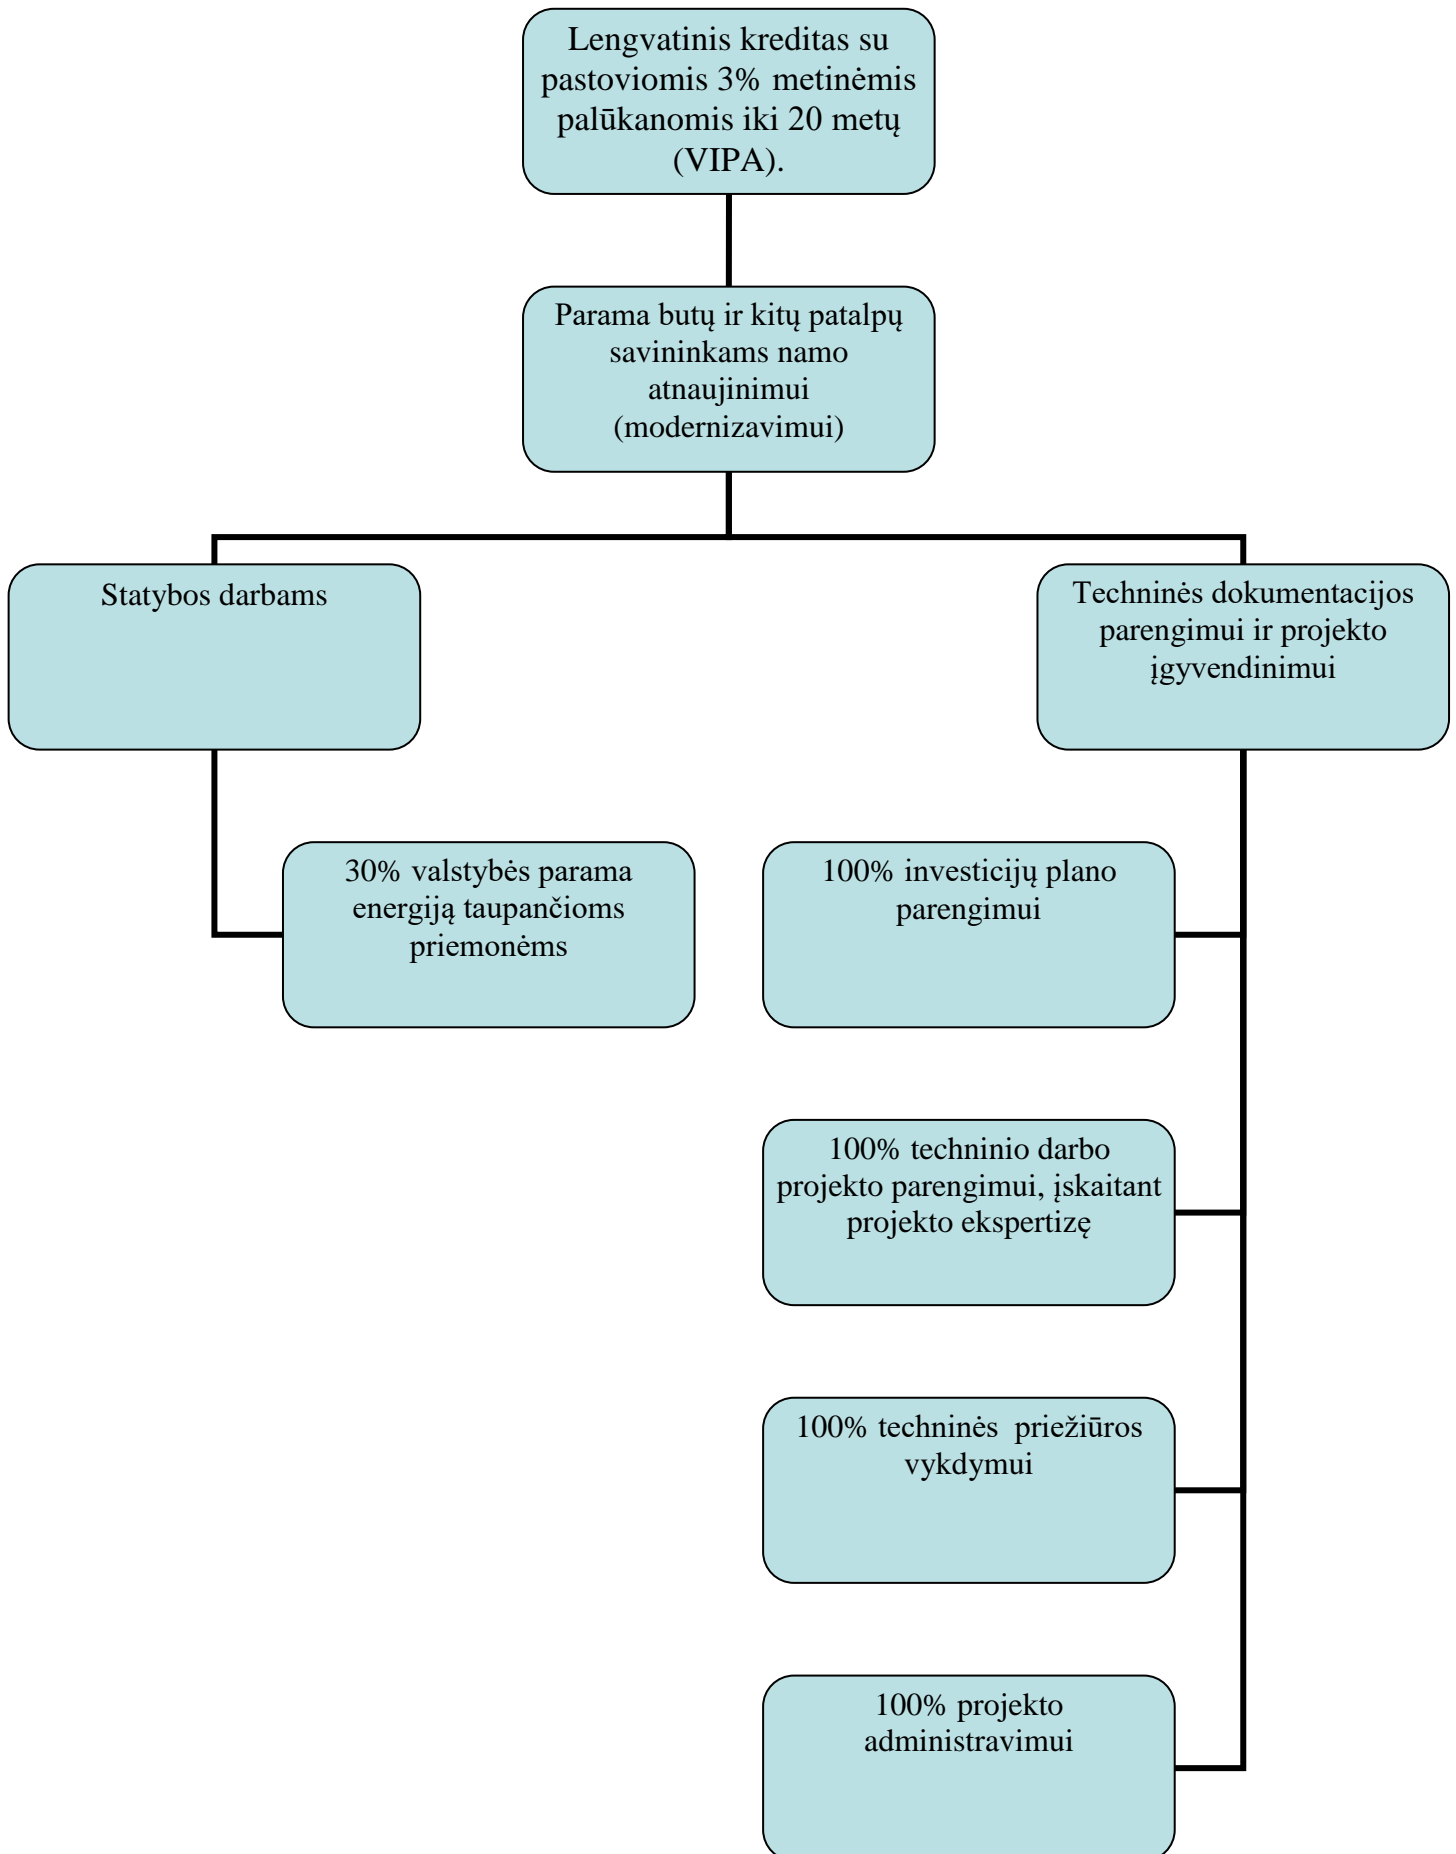 Lengvatinis kreditas su
pastoviomis 3% metinėmis
palūkanomis iki 20 metų
(VIPA).
Parama butų ir kitų patalpų
savininkams namo
atnaujinimui
(modernizavimui)
Statybos darbams
Techninės dokumentacijos
parengimui ir projekto
įgyvendinimui
30% valstybės parama
energiją taupančioms
priemonėms
100% investicijų plano
parengimui
100% techninio darbo
projekto parengimui, įskaitant
projekto ekspertizę
100% techninės  priežiūros
vykdymui
100% projekto
administravimui